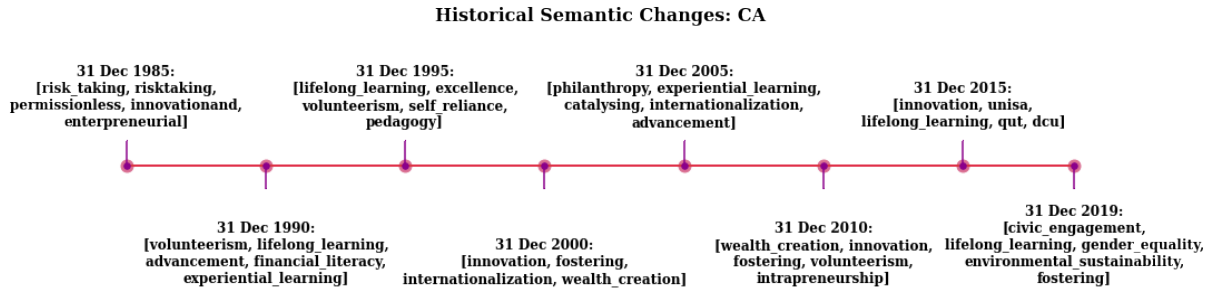 Historical Semantic Changes: CA
31 Dec 1985:
[risk_taking, risktaking,
permissionless, innovationand,
enterpreneurial]
31 Dec 1990:
[volunteerism, lifelong_learning,
advancement, financial_literacy,
experiential_learning]
31 Dec 1995:
[lifelong_learning, excellence,
volunteerism, self_reliance,
pedagogy]
31 Dec 2000:
[innovation, fostering,
internationalization, wealth_creation]
31 Dec 2005:
[philanthropy, experiential_learning,
catalysing, internationalization,
advancement]
31 Dec 2010:
[wealth_creation, innovation,
fostering, volunteerism,
intrapreneurship]
31 Dec 2015:
[innovation, unisa,
lifelong_learning, qut, dcu]
31 Dec 2019:
[civic_engagement,
lifelong_learning, gender_equality,
environmental_sustainability,
fostering]